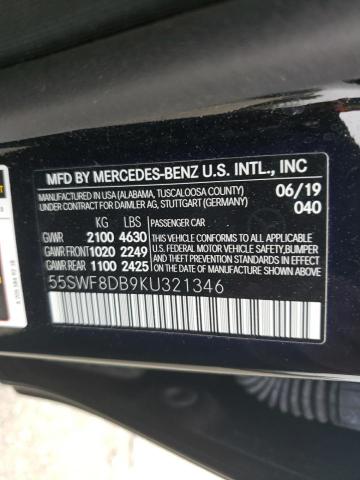 MFD BY MERCEDES-BENZ U.S. INTL., INC
MANUFACTURED IN USA (ALABAMA, TUSCALOOSA COUNTY) 06/19
UNDER CONTRACT FOR DAIMLER AG, STUTTGART (GERMANY) 040
KG LBS PASSENGER CAR
GVWR 2100 4630 THIS VEHICLE CONFORMS TO ALL APPLICABLE
GAWR FRONT 1020 2249 U.S. FEDERAL MOTOR VEHICLE SAFETY, BUMPER
GAWR REAR 1100 2425 AND THEFT PREVENTION STANDARDS IN EFFECT ON THE DATE OF MANUFACTURE SHOWN ABOVE.
55SWF8DB9KU321346